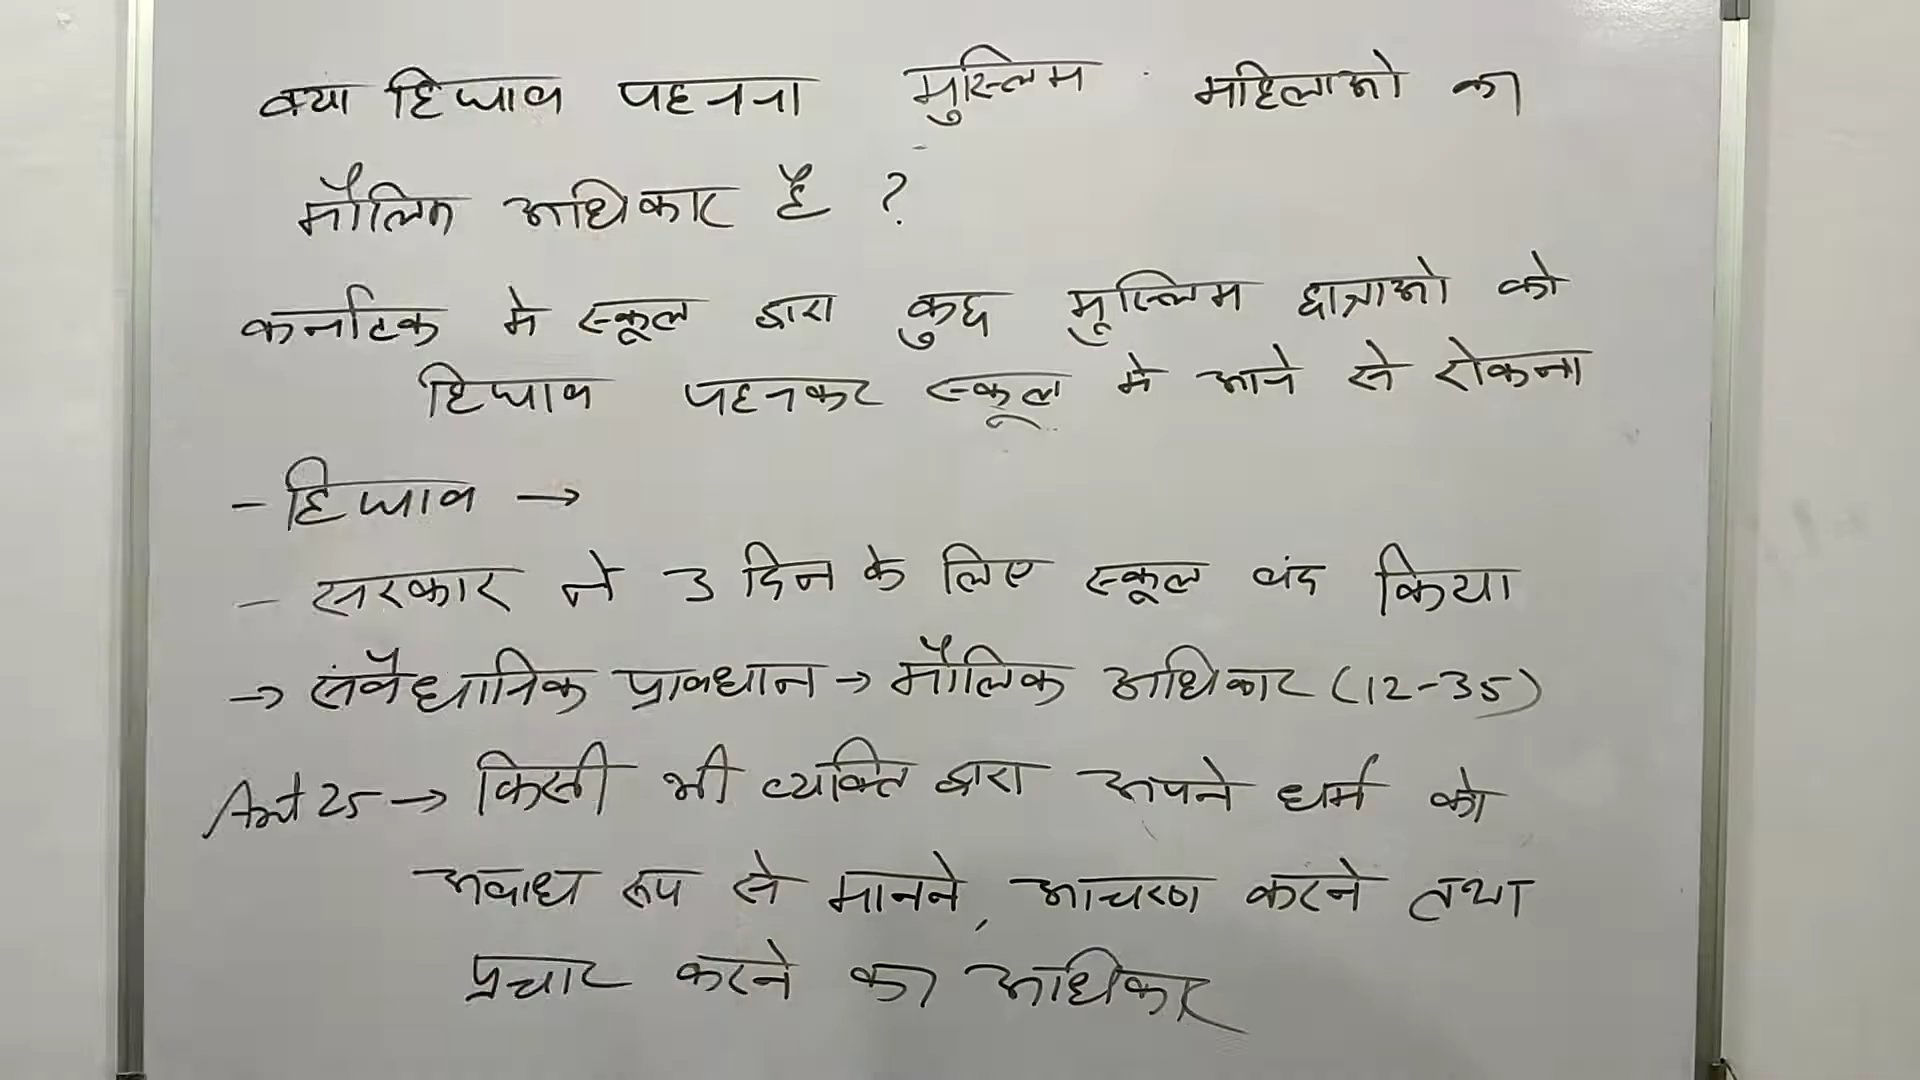 क्या हिजाब पहनना मुस्लिम महिलाओ का
मौलिक अधिकार है ?
कर्नाटक मे स्कूल द्वारा कुछ मुस्लिम छात्राओ को
हिजाब पहनकर स्कूल मे आने से रोकना
- हिजाब →
- सरकार ने 3 दिन के लिए स्कूल बंद किया
→ संवैधानिक प्रावधान → मौलिक अधिकार (12-35)
Art 25 → किसी भी व्यक्ति द्वारा अपने धर्म को
अबाध रूप से मानने, आचरण करने तथा
प्रचार करने का अधिकार